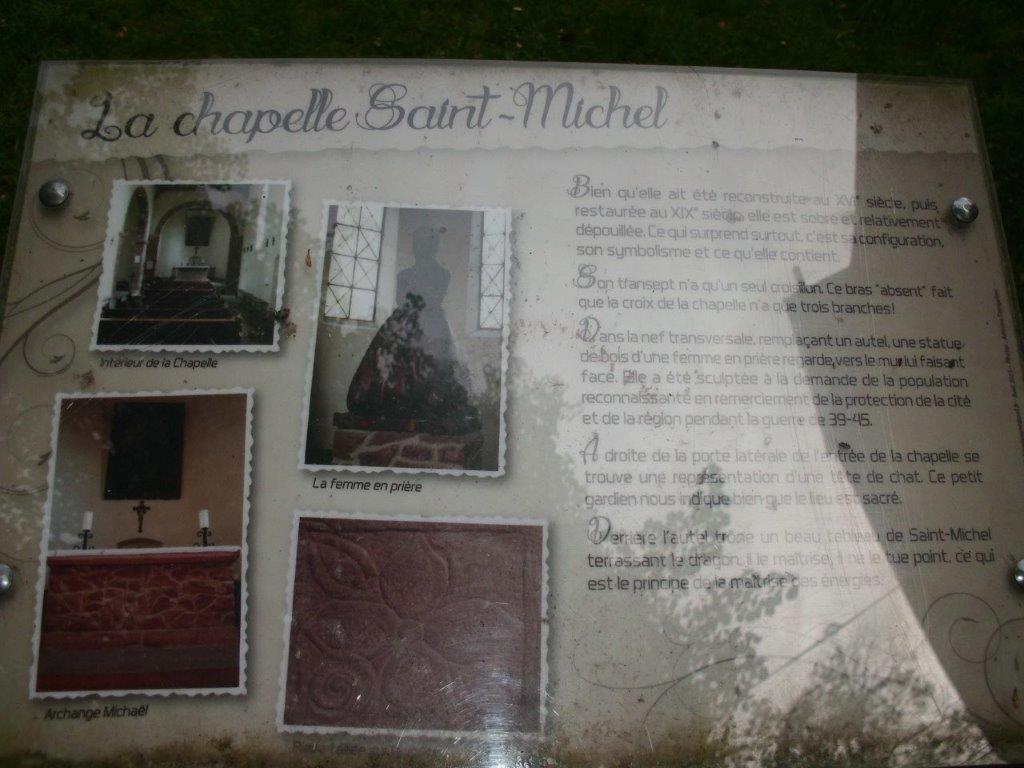 La chapelle Saint-Michel
Bien qu'elle ait été reconstruite au XVIe siècle, puis
restaurée au XIXe siècle, elle est sobre et relativement
dépouillée. Ce qui surprend surtout, c'est sa configuration,
son symbolisme et ce qu'elle contient.
Son transept n'a qu'un seul croisillon. Ce bras "absent" fait
que la croix de la chapelle n'a que trois branches!
Dans la nef transversale, remplaçant un autel, une statue
de bois d'une femme en prière regarde vers le mur lui faisant
face. Elle a été sculptée à la demande de la population
reconnaissante en remerciement de la protection de la cité
et de la région pendant la guerre de 39-45.
A droite de la porte latérale de l'entrée de la chapelle se
trouve une représentation d'une tête de chat. Ce petit
gardien nous indique bien que le lieu est sacré.
Derrière l'autel trône un beau tableau de Saint-Michel
terrassant le dragon. Il le maîtrise, il ne le tue point, ce qui
est le principe de la maîtrise des énergies.
Intérieur de la Chapelle
La femme en prière
Archange Michaël